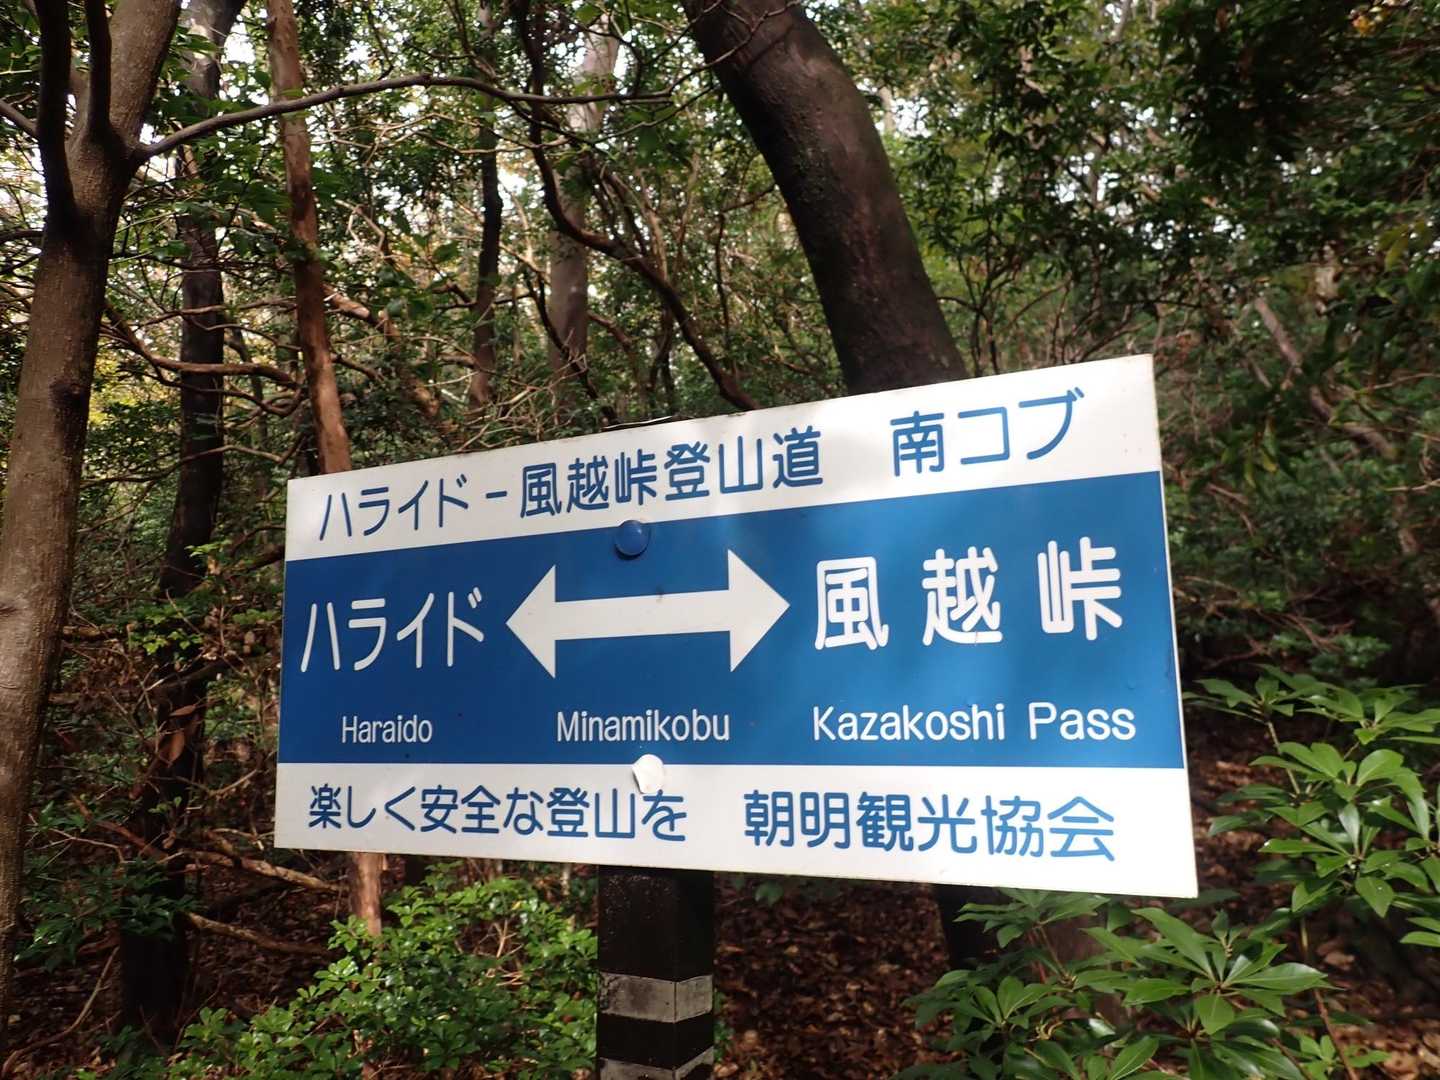 ハライド-風越峠登山道　南コブ
ハライド　風越峠
Haraido　Minamikobu　Kazakoshi Pass
楽しく安全な登山を　朝明観光協会